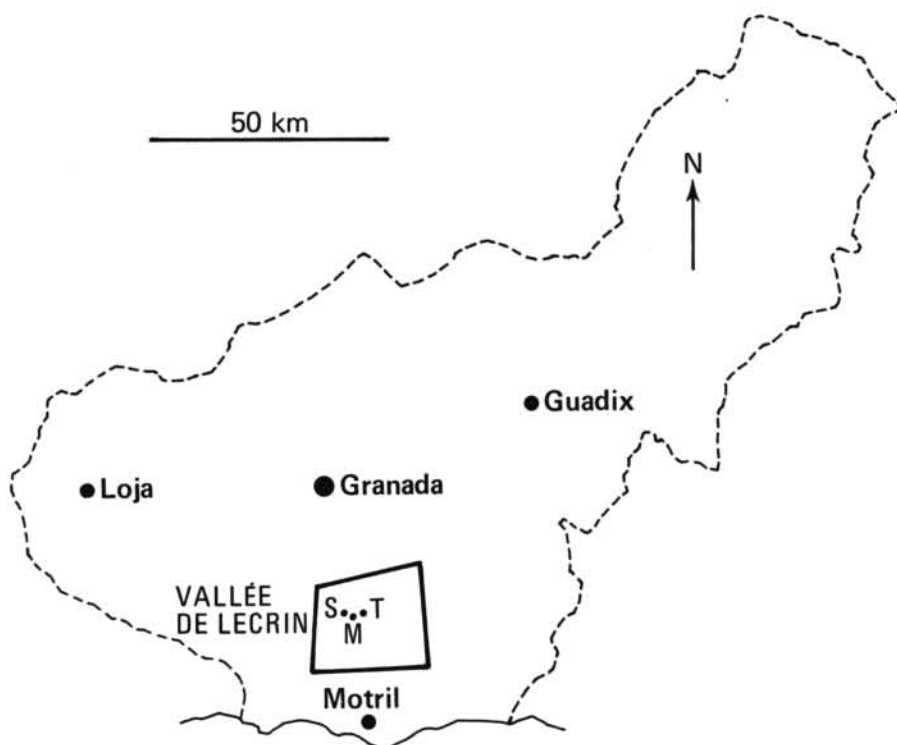 50 km
N
Guadix
Loja
Granada
VALLÉE
DE LECRIN
S T
M
Motril